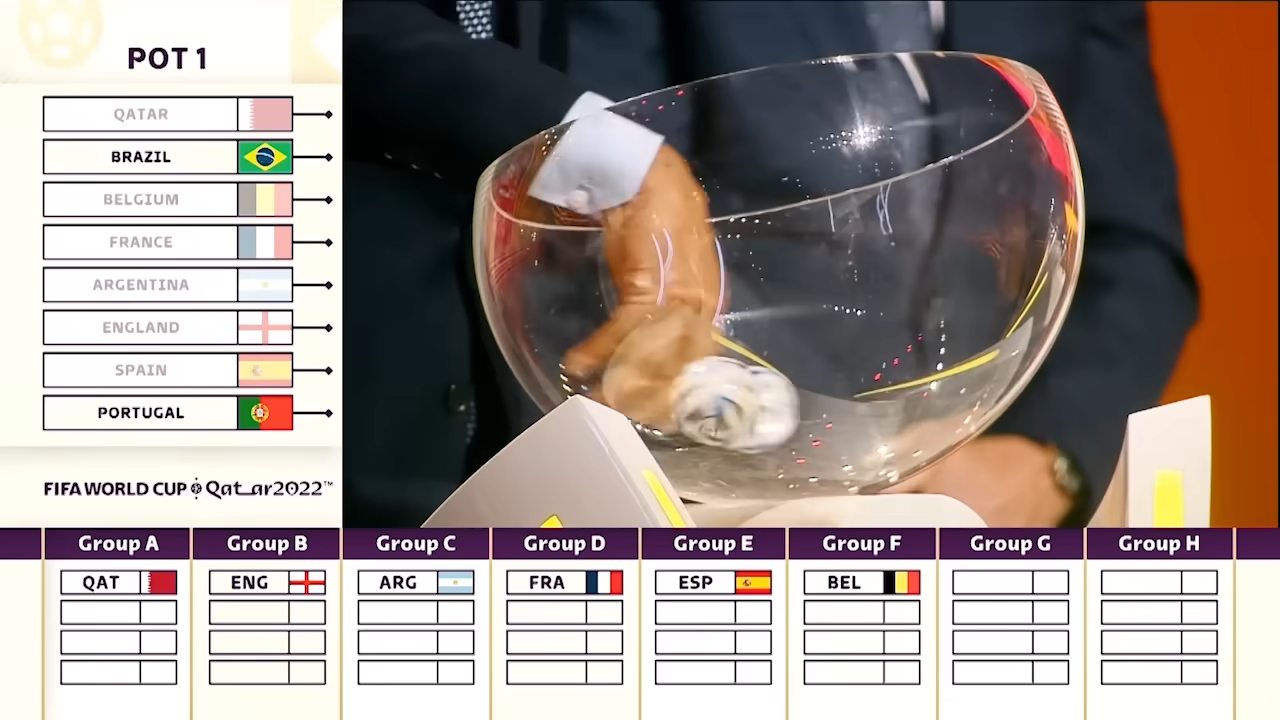 POT 1
QATAR
BRAZIL
BELGIUM
FRANCE
ARGENTINA
ENGLAND
SPAIN
PORTUGAL
FIFA WORLD CUP Qatar2022™
Group A Group B Group C Group D Group E Group F Group G Group H
QAT ENG ARG FRA ESP BEL